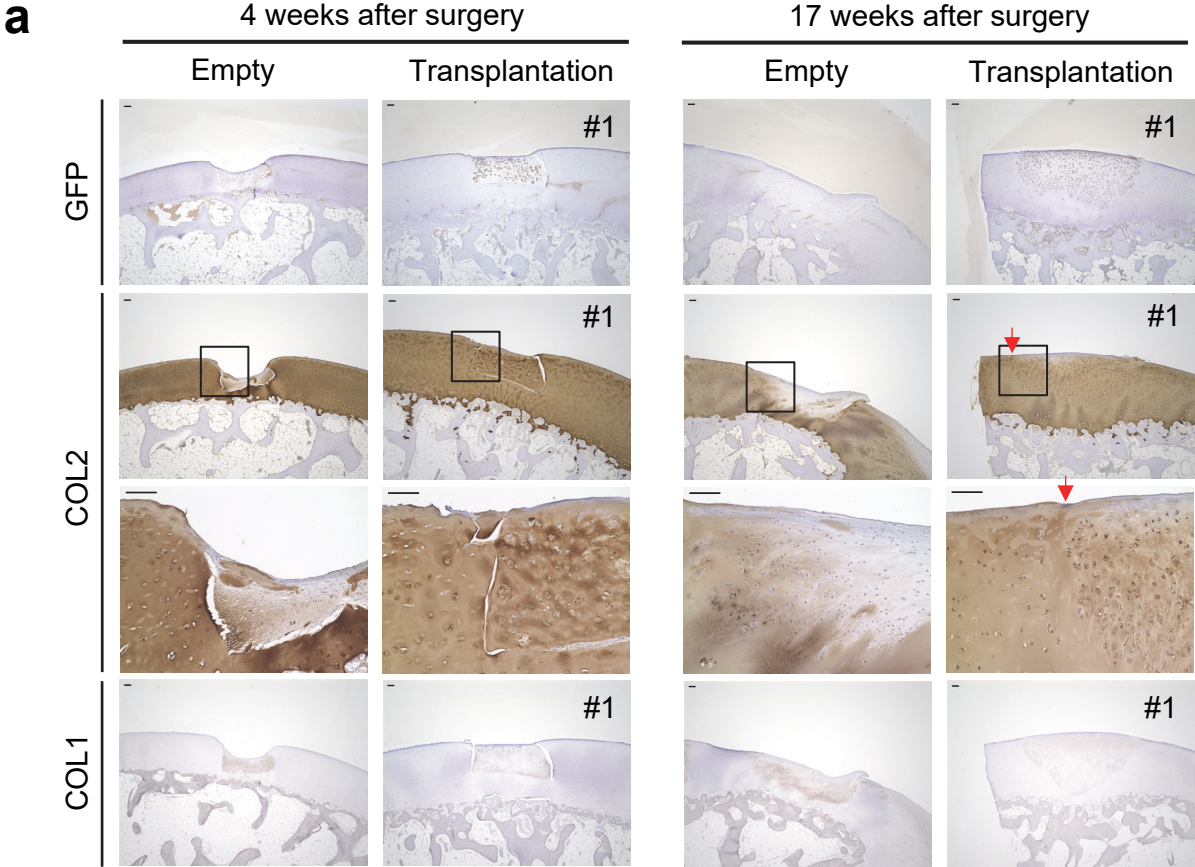 a
4 weeks after surgery
17 weeks after surgery
Empty
Transplantation
Empty
Transplantation
GFP
#1
#1
COL2
#1
#1
COL1
#1
#1